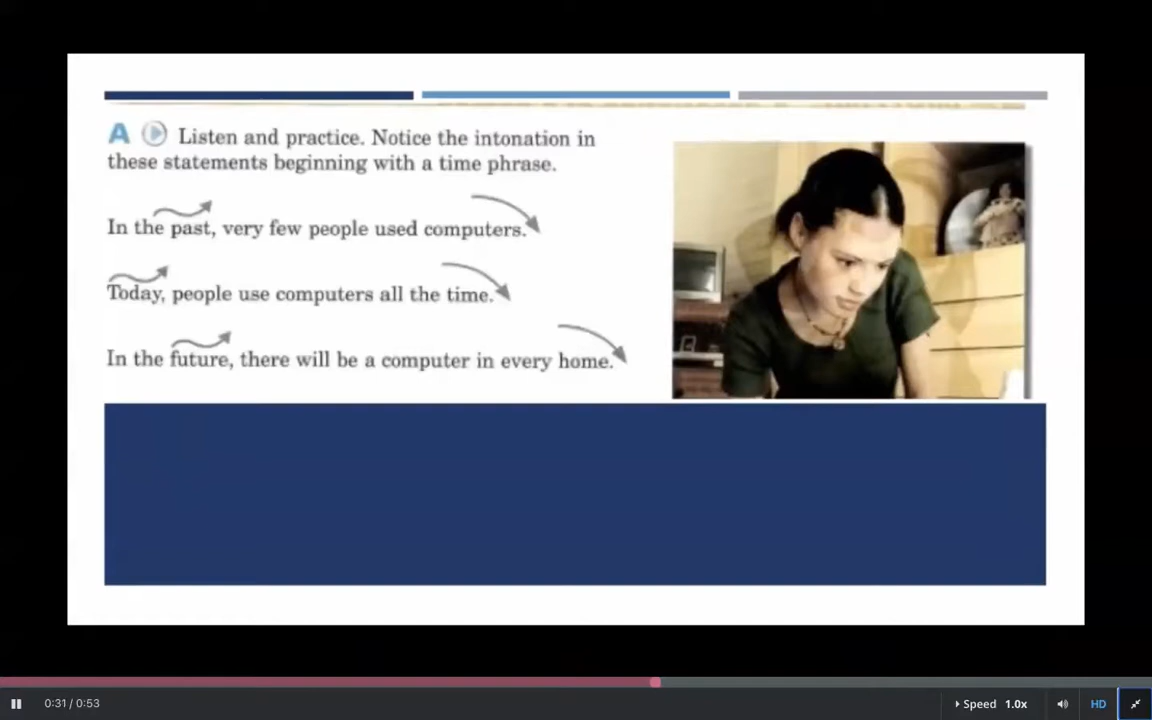 A Listen and practice. Notice the intonation in
these statements beginning with a time phrase.
In the past, very few people used computers.
Today, people use computers all the time.
In the future, there will be a computer in every home.
0:31 / 0:53
Speed 1.0x
HD